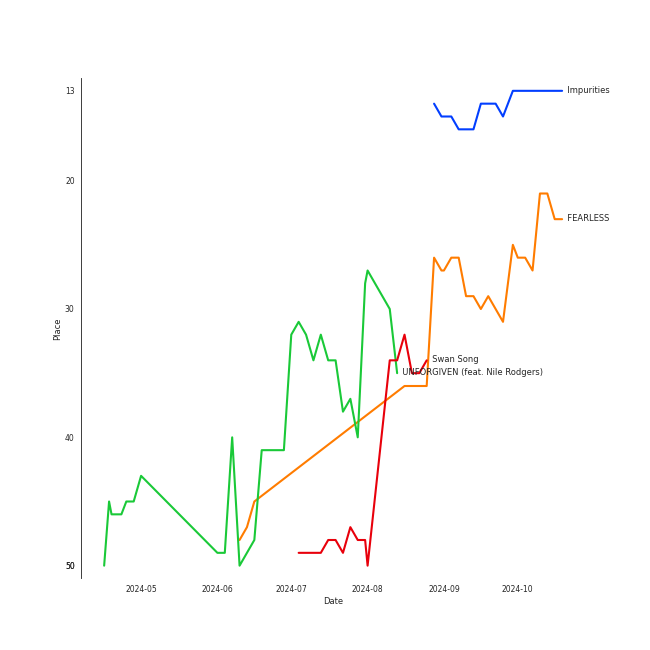 13
Impurities
20
FEARLESS
30
Swan Song
UNFORGIVEN (feat. Nile Rodgers)
40
50
Place
2024-05
2024-06
2024-07
2024-08
2024-09
2024-10
Date